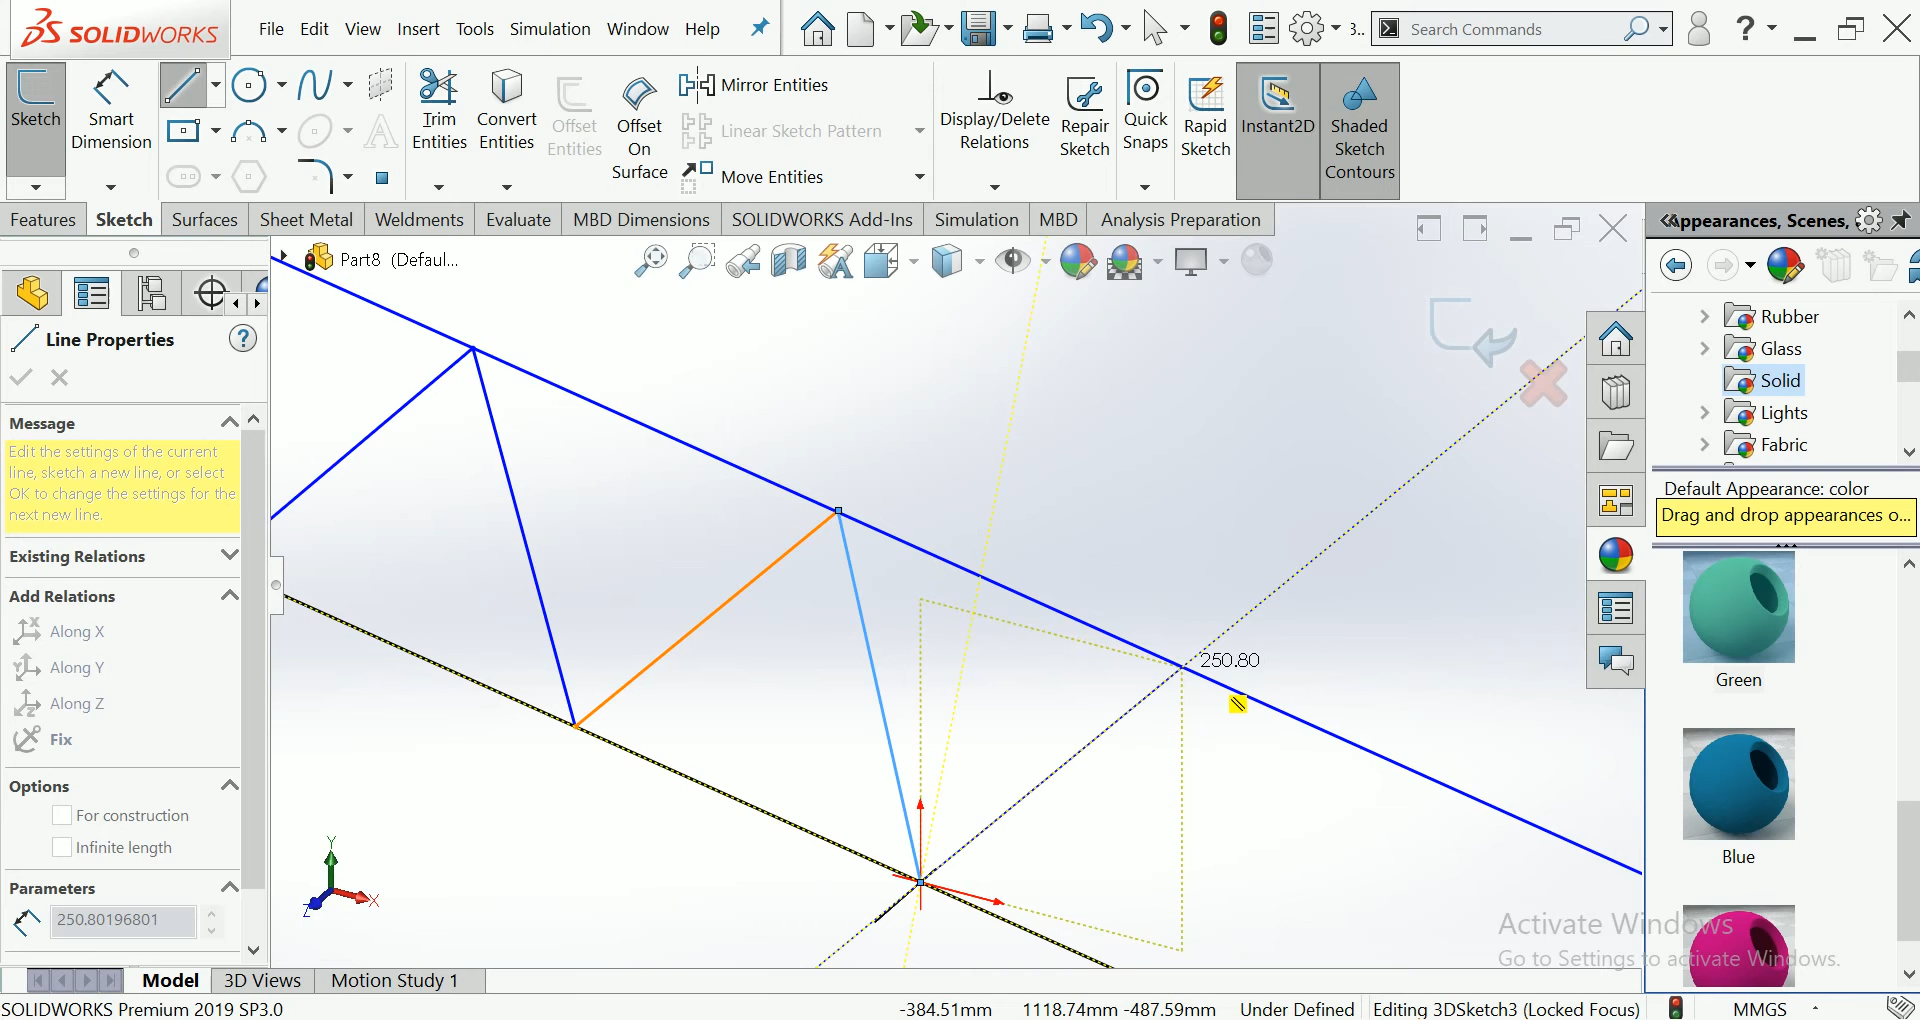 SOLIDWORKS
File Edit View Insert Tools Simulation Window Help
3..
Search Commands
Sketch
Smart Dimension
Trim Entities
Convert Entities
Offset Entities
Offset On Surface
Mirror Entities
Linear Sketch Pattern
Move Entities
Display/Delete Relations
Repair Sketch
Quick Snaps
Rapid Sketch
Instant2D
Shaded Sketch Contours
Features Sketch Surfaces Sheet Metal Weldments Evaluate MBD Dimensions SOLIDWORKS Add-Ins Simulation MBD Analysis Preparation
Part8 (Defaul...
Line Properties
Message
Edit the settings of the current
line, sketch a new line, or select
OK to change the settings for the
next new line.
Existing Relations
Add Relations
Along X
Along Y
Along Z
Fix
Options
For construction
Infinite length
Parameters
250.80196801
250.80
Y
X
Z
Appearances, Scenes,
Rubber
Glass
Solid
Lights
Fabric
Default Appearance: color
Drag and drop appearances o...
Green
Blue
Activate Windows
Go to Settings to activate Windows.
Model 3D Views Motion Study 1
SOLIDWORKS Premium 2019 SP3.0
-384.51mm 1118.74mm -487.59mm Under Defined Editing 3DSketch3 (Locked Focus) MMGS